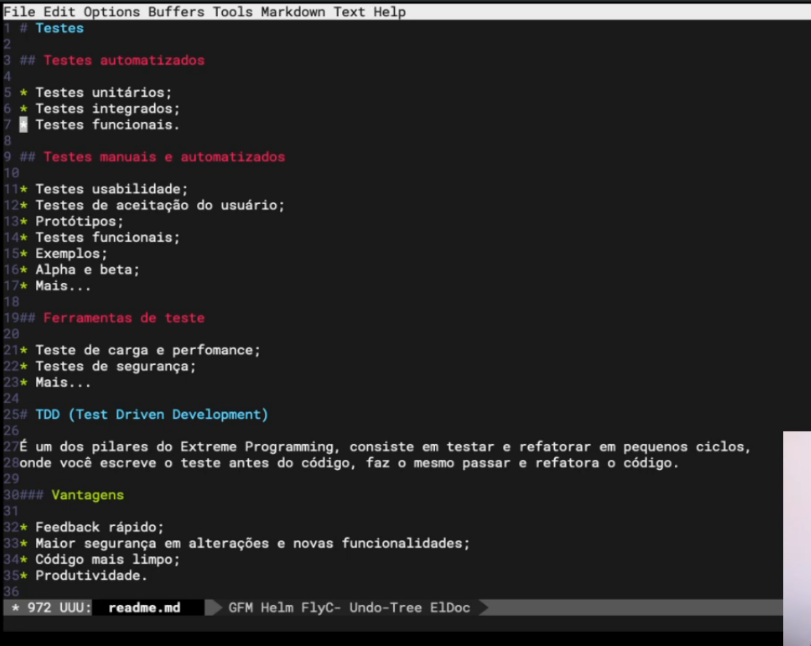 File Edit Options Buffers Tools Markdown Text Help
1 # Testes
2
3 ## Testes automatizados
4
5 * Testes unitários;
6 * Testes integrados;
7 * Testes funcionais.
8
9 ## Testes manuais e automatizados
10
11* Testes usabilidade;
12* Testes de aceitação do usuário;
13* Protótipos;
14* Testes funcionais;
15* Exemplos;
16* Alpha e beta;
17* Mais...
18
19## Ferramentas de teste
20
21* Teste de carga e perfomance;
22* Testes de segurança;
23* Mais...
24
25# TDD (Test Driven Development)
26
27É um dos pilares do Extreme Programming, consiste em testar e refatorar em pequenos ciclos,
28onde você escreve o teste antes do código, faz o mesmo passar e refatora o código.
29
30### Vantagens
31
32* Feedback rápido;
33* Maior segurança em alterações e novas funcionalidades;
34* Código mais limpo;
35* Produtividade.
36
* 972 UUU: readme.md GFM Helm FlyC- Undo-Tree ElDoc